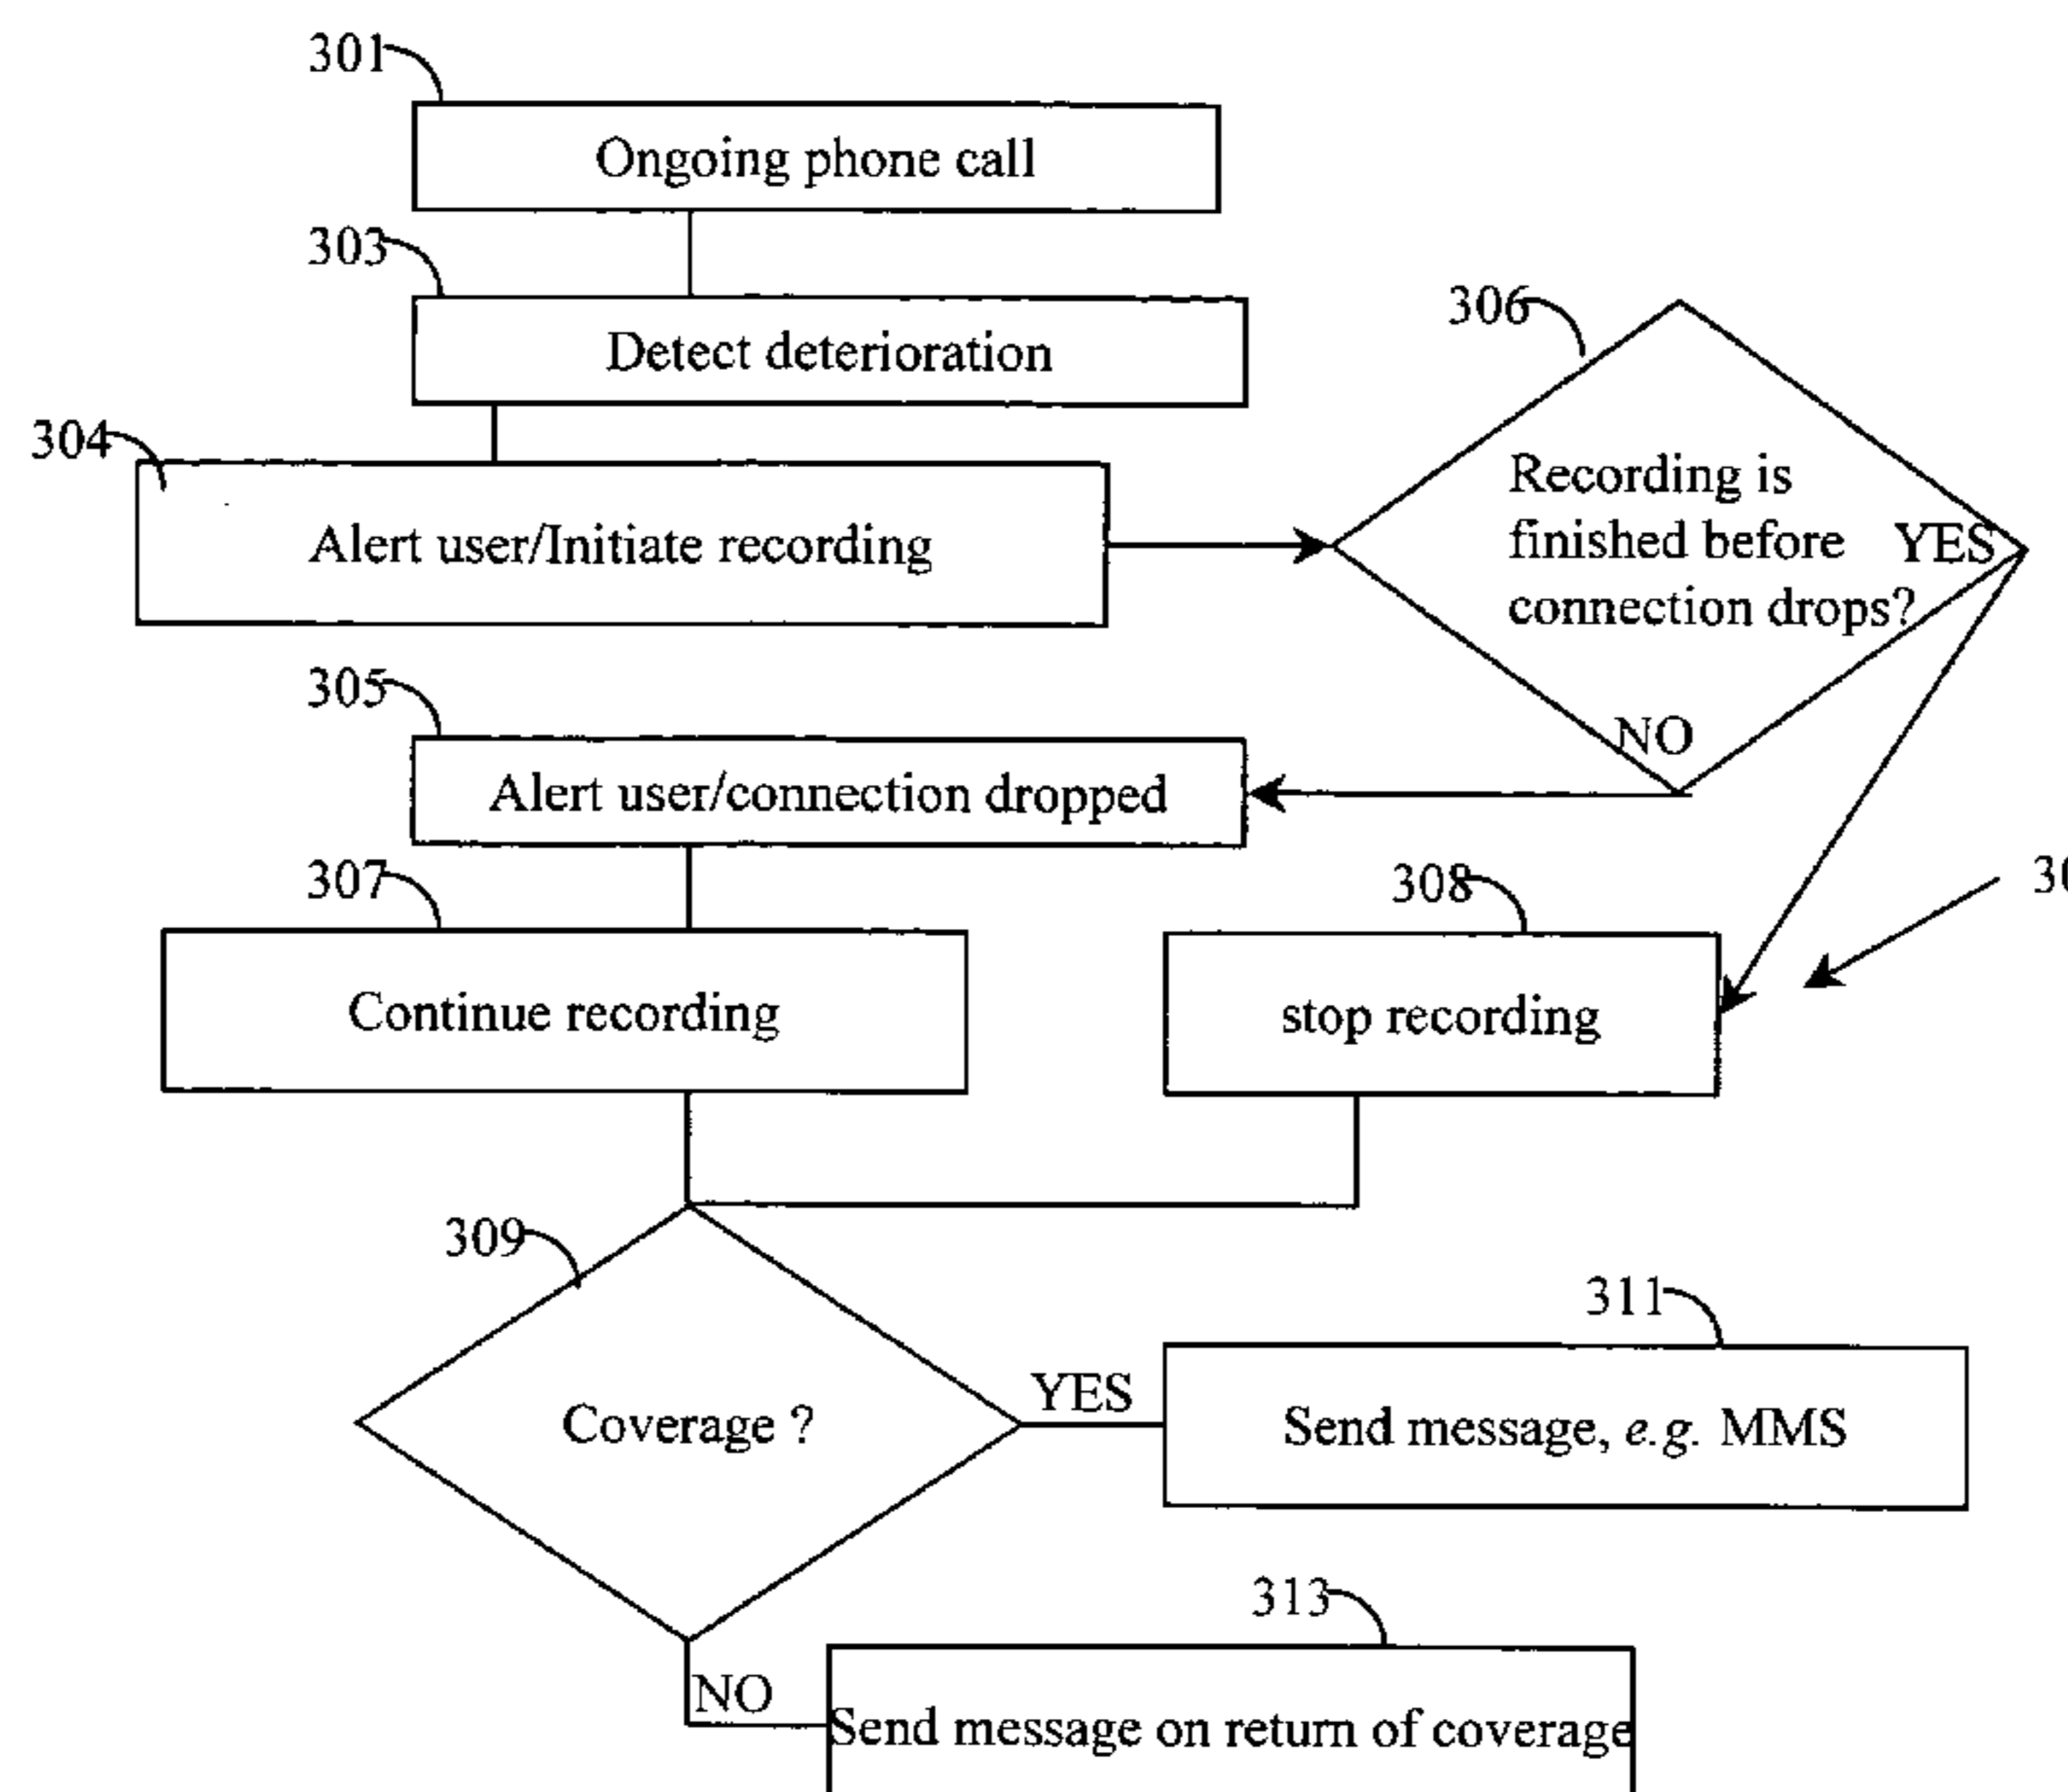 301
Ongoing phone call
303
Detect deterioration
306
304
Alert user/Initiate recording
Recording is
finished before
connection drops?
YES
NO
305
Alert user/connection dropped
307
Continue recording
308
stop recording
309
Coverage ?
YES
311
Send message, e.g. MMS
NO
313
Send message on return of coverage